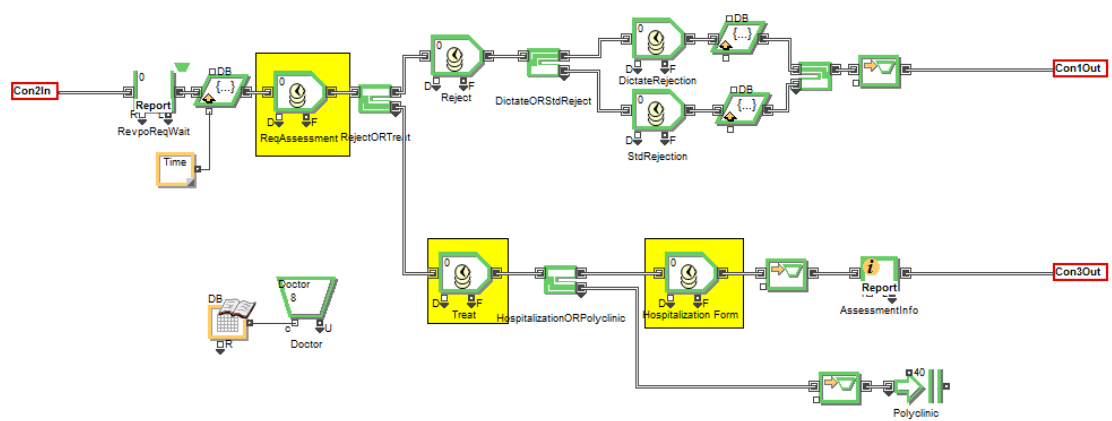 DB
0
{...}
DictateRejection
D F
0
Reject
D F
DictateORStdReject
DB
0
{...}
StdRejection
D F
Con1Out
Con2In
0
Report
R L
RevpoReqWait
DB
{...}
0
ReqAssessment
D F
RejectORTreat
Time
0
Treat
D F
HospitalizationORPolyclinic
0
Hospitalization Form
D F
i
Report
AssessmentInfo
Con3Out
DB
R
Doctor
8
c U
Doctor
40
Polyclinic